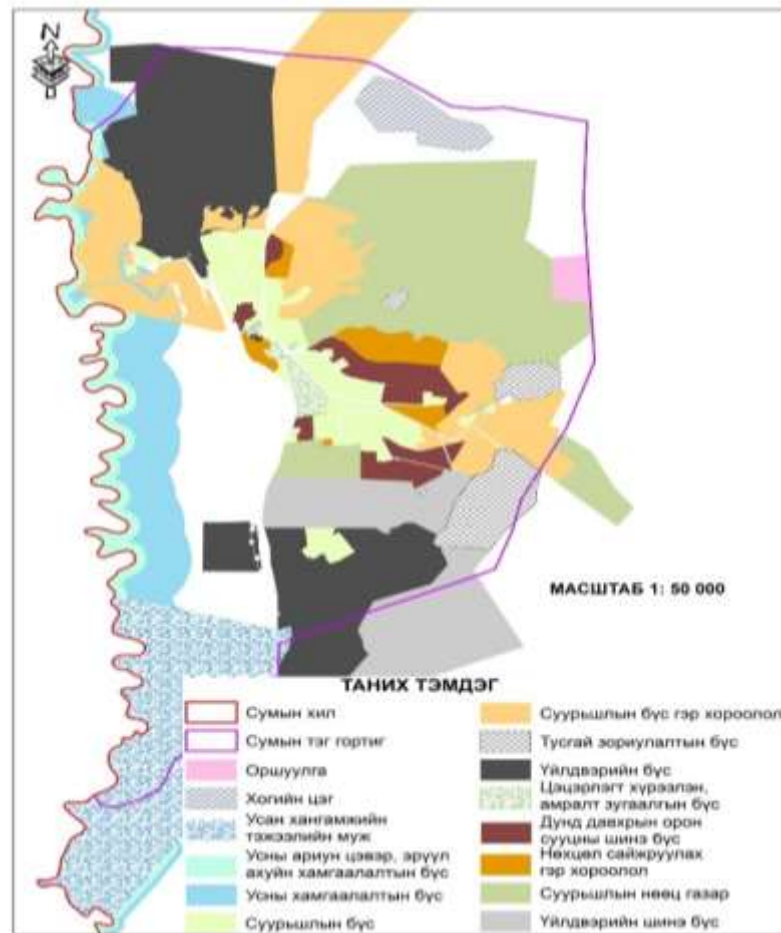 N
МАСШТАБ 1: 50 000
ТАНИХ ТЭМДЭГ
Сумын хил
Сумын тэг гортиг
Оршуулга
Хогийн цэг
Усан хангамжийн
тэжээлийн муж
Усны ариун цэвэр, эрүүл
ахуйн хамгаалалтын бүс
Усны хамгаалалтын бүс
Суурьшлын бүс
Суурьшлын бүс гэр хороолол
Тусгай зориулалтын бүс
Үйлдвэрийн бүс
Цэцэрлэгт хүрээлэн,
амралт зугаалгын бүс
Дунд давхрын орон
сууцны шинэ бүс
Нөхцөл сайжруулах
гэр хороолол
Суурьшлын нөөц газар
Үйлдвэрийн шинэ бүс